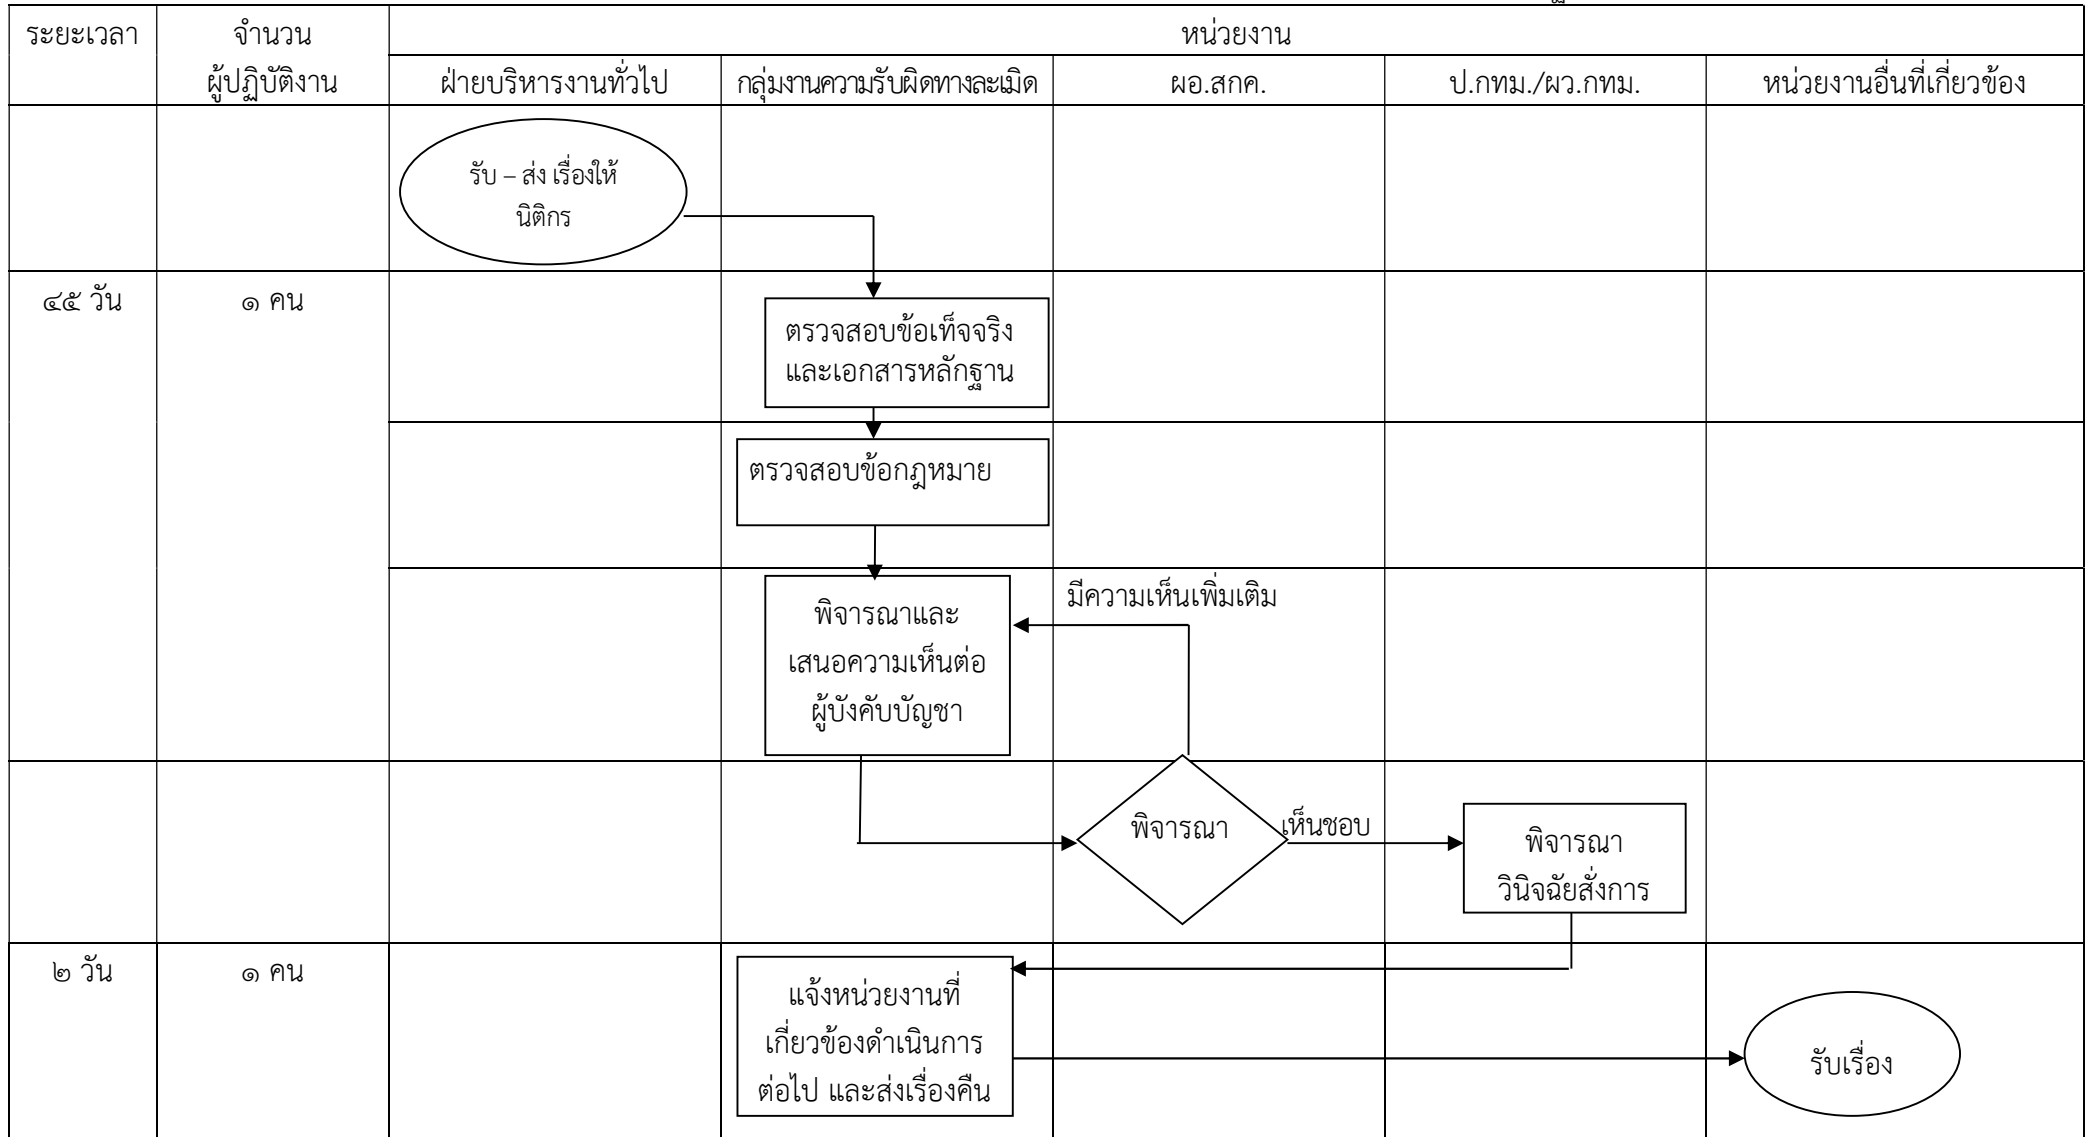 ระยะเวลา
จำนวน
ผู้ปฏิบัติงาน
หน่วยงาน
ฝ่ายบริหารงานทั่วไป
กลุ่มงานความรับผิดทางละเมิด
ผอ.สกค.
ป.กทม./ผว.กทม.
หน่วยงานอื่นที่เกี่ยวข้อง
รับ – ส่ง เรื่องให้
นิติกร
๔๕ วัน
๑ คน
ตรวจสอบข้อเท็จจริง
และเอกสารหลักฐาน
ตรวจสอบข้อกฎหมาย
พิจารณาและ
เสนอความเห็นต่อ
ผู้บังคับบัญชา
มีความเห็นเพิ่มเติม
พิจารณา
เห็นชอบ
พิจารณา
วินิจฉัยสั่งการ
๒ วัน
๑ คน
แจ้งหน่วยงานที่
เกี่ยวข้องดำเนินการ
ต่อไป และส่งเรื่องคืน
รับเรื่อง